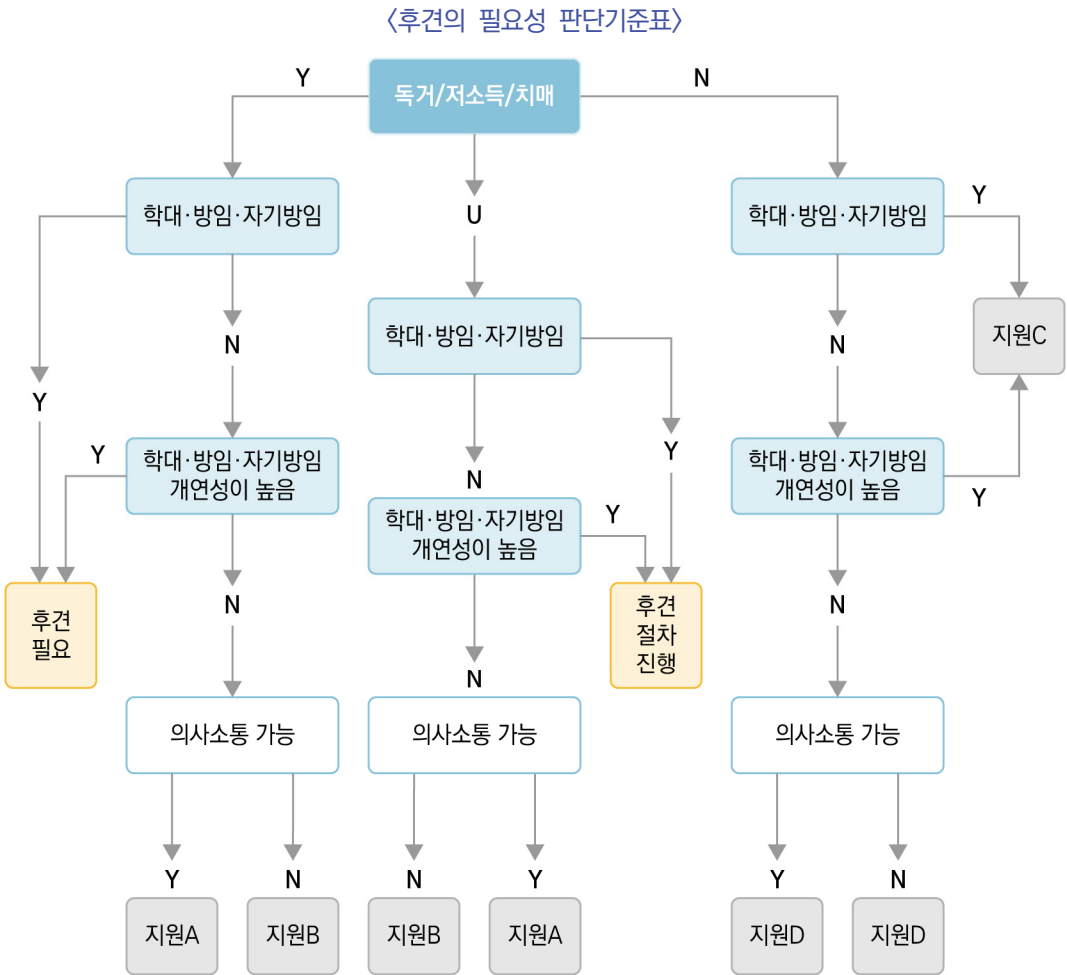 <후견의 필요성 판단기준표>
Y
독거/저소득/치매
N
학대·방임·자기방임
U
학대·방임·자기방임
Y
학대·방임·자기방임
지원C
N
N
Y
Y
N
Y
학대·방임·자기방임
개연성이 높음
학대·방임·자기방임
개연성이 높음
Y
학대·방임·자기방임
개연성이 높음
Y
후견
필요
N
후견
절차
진행
N
N
의사소통 가능
의사소통 가능
의사소통 가능
Y
N
N
Y
Y
N
지원A
지원B
지원B
지원A
지원D
지원D